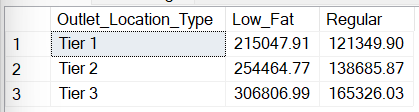 Outlet_Location_Type Low_Fat Regular
1 Tier 1 215047.91 121349.90
2 Tier 2 254464.77 138685.87
3 Tier 3 306806.99 165326.03